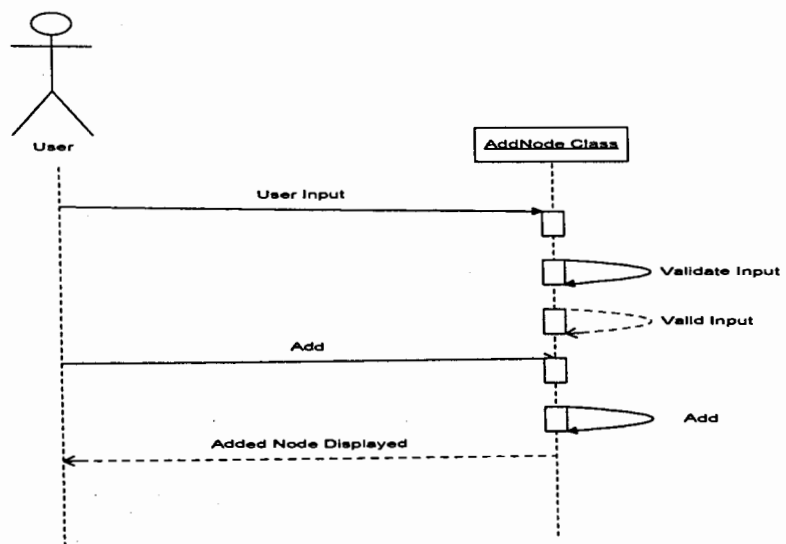 User
AddNode Class
User Input
Validate Input
Valid Input
Add
Add
Added Node Displayed